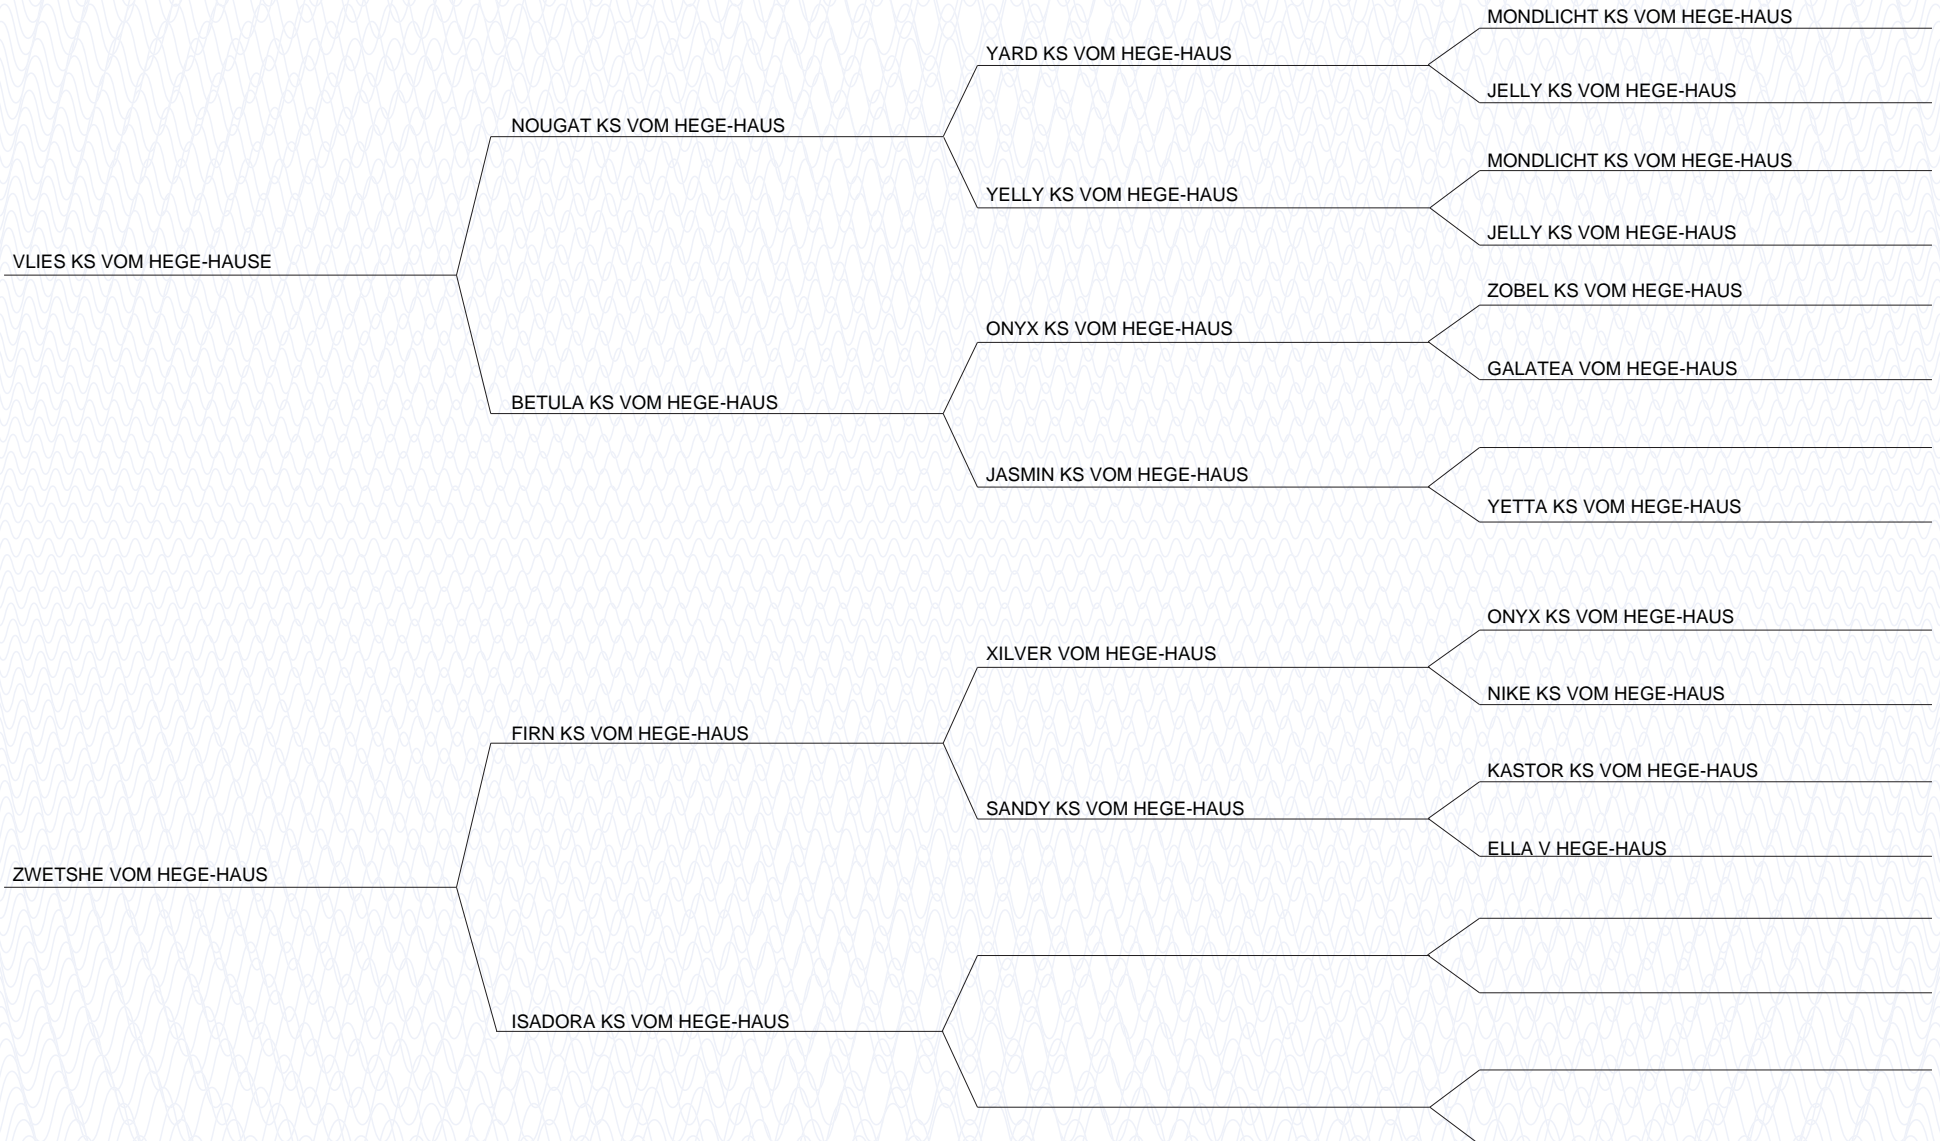 MONDLICHT KS VOM HEGE-HAUS
YARD KS VOM HEGE-HAUS
JELLY KS VOM HEGE-HAUS
NOUGAT KS VOM HEGE-HAUS
MONDLICHT KS VOM HEGE-HAUS
YELLY KS VOM HEGE-HAUS
JELLY KS VOM HEGE-HAUS
VLIES KS VOM HEGE-HAUSE
ZOBEL KS VOM HEGE-HAUS
ONYX KS VOM HEGE-HAUS
GALATEA VOM HEGE-HAUS
BETULA KS VOM HEGE-HAUS
JASMIN KS VOM HEGE-HAUS
YETTA KS VOM HEGE-HAUS
ONYX KS VOM HEGE-HAUS
XILVER VOM HEGE-HAUS
NIKE KS VOM HEGE-HAUS
FIRN KS VOM HEGE-HAUS
KASTOR KS VOM HEGE-HAUS
SANDY KS VOM HEGE-HAUS
ELLA V HEGE-HAUS
ZWETSHE VOM HEGE-HAUS
ISADORA KS VOM HEGE-HAUS